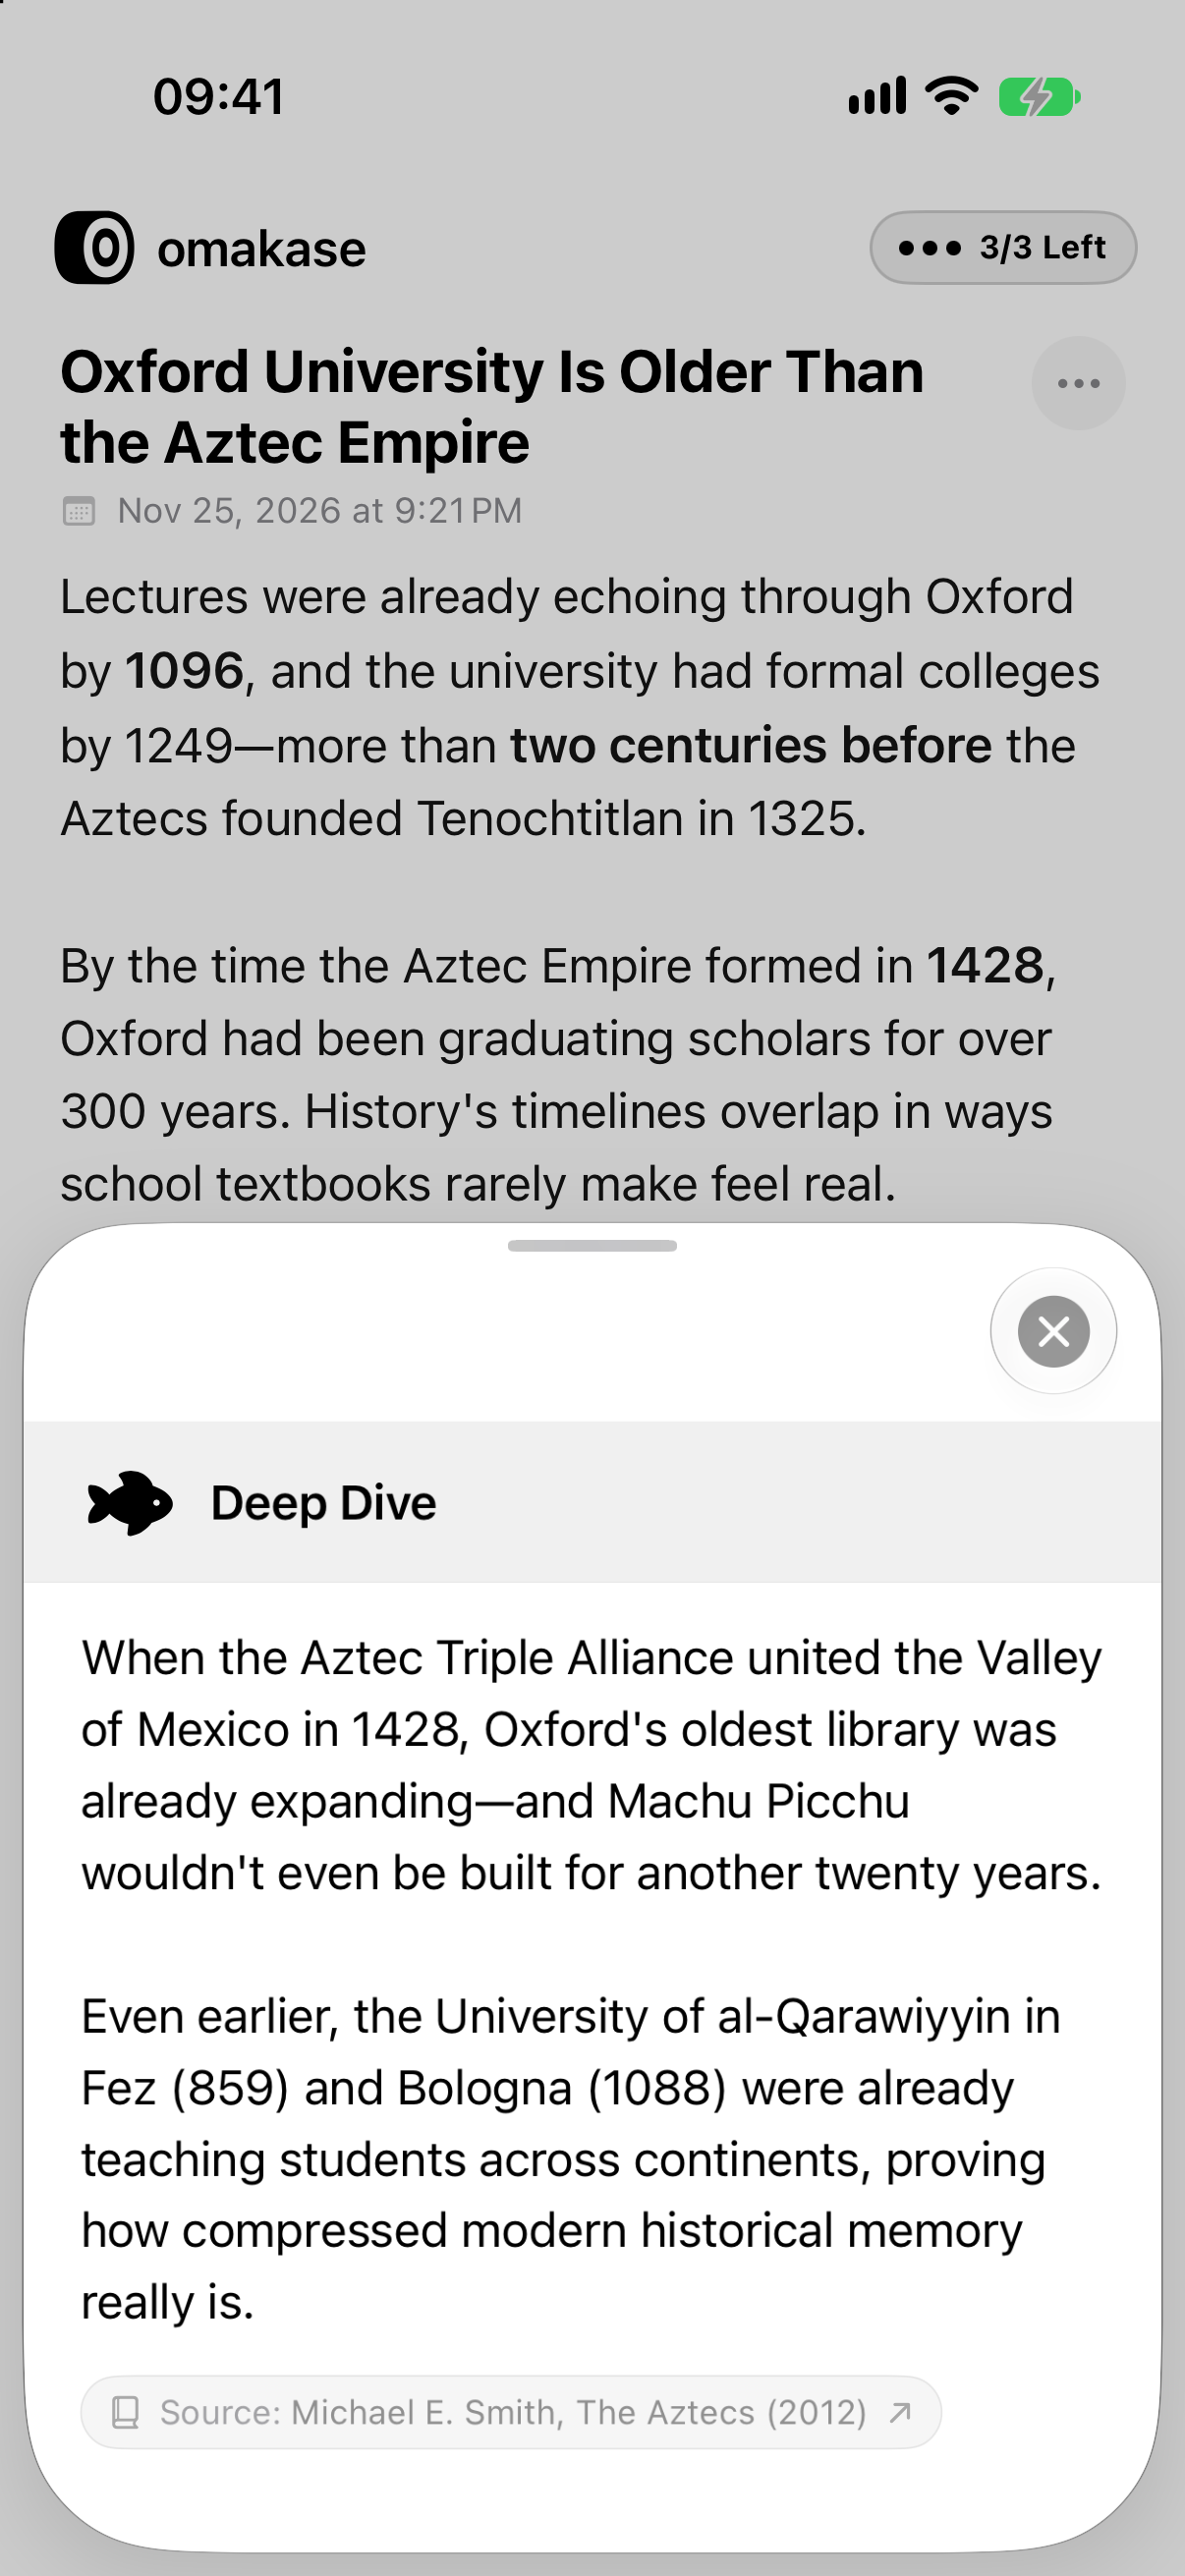 09:41
omakase
3/3 Left
Oxford University Is Older Than
the Aztec Empire
Nov 25, 2026 at 9:21 PM
Lectures were already echoing through Oxford
by 1096, and the university had formal colleges
by 1249—more than two centuries before the
Aztecs founded Tenochtitlan in 1325.
By the time the Aztec Empire formed in 1428,
Oxford had been graduating scholars for over
300 years. History's timelines overlap in ways
school textbooks rarely make feel real.
Deep Dive
When the Aztec Triple Alliance united the Valley
of Mexico in 1428, Oxford's oldest library was
already expanding—and Machu Picchu
wouldn't even be built for another twenty years.
Even earlier, the University of al-Qarawiyyin in
Fez (859) and Bologna (1088) were already
teaching students across continents, proving
how compressed modern historical memory
really is.
Source: Michael E. Smith, The Aztecs (2012)